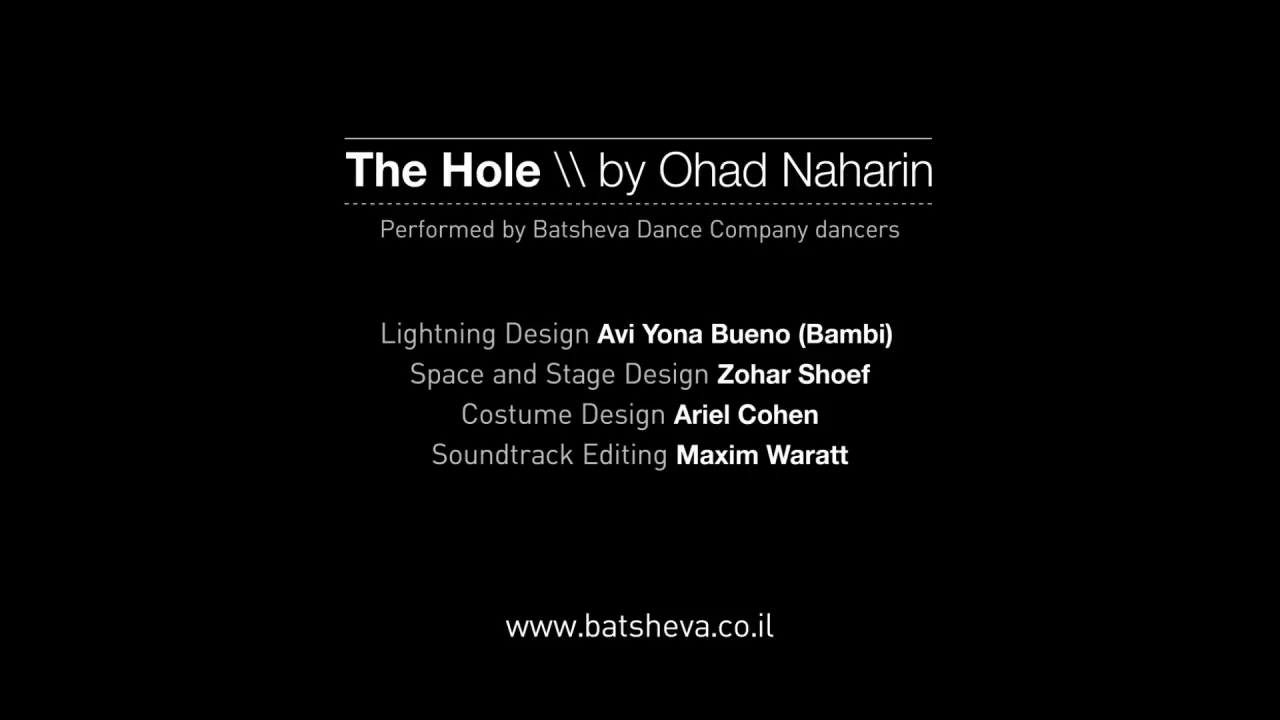 The Hole \\ by Ohad Naharin
Performed by Batsheva Dance Company dancers
Lightning Design Avi Yona Bueno (Bambi)
Space and Stage Design Zohar Shoef
Costume Design Ariel Cohen
Soundtrack Editing Maxim Waratt
www.batsheva.co.il